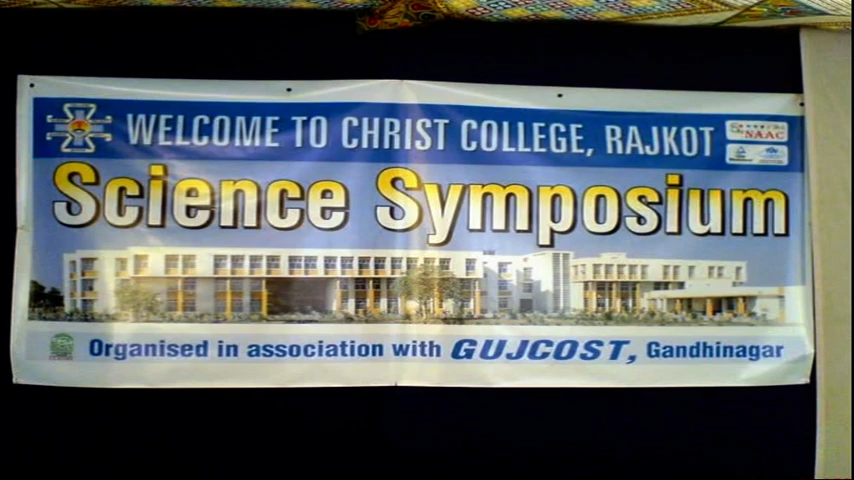 WELCOME TO CHRIST COLLEGE, RAJKOT
NAAC
Science Symposium
Organised in association with GUJCOST, Gandhinagar